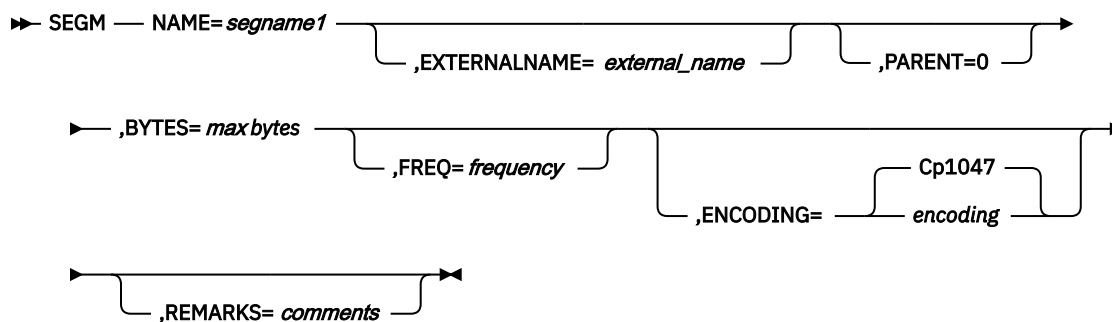 SEGM NAME= segname1
,EXTERNALNAME= external_name ,PARENT=0
,BYTES= max bytes
,FREQ= frequency
Cp1047
,ENCODING= encoding
,REMARKS= comments